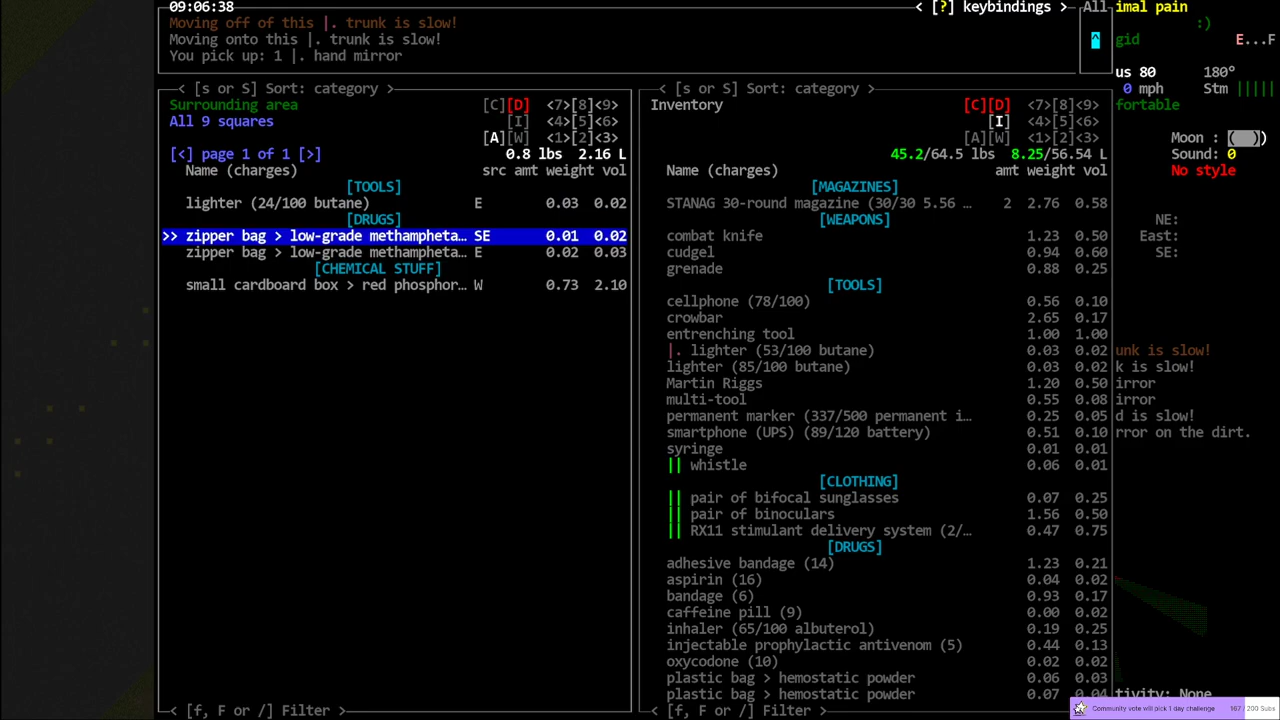 09:06:38 < [?] keybindings > All imal pain
Moving off of this |. trunk is slow! :)
Moving onto this |. trunk is slow! ^ gid E...F
You pick up: 1 |. hand mirror
us 80 180° Stm |||||
0 mph
< [s or S] Sort: category > < [s or S] Sort: category >
Surrounding area [C][D] <7>[8]<9> Inventory [C][D] <7>[8]<9> fortable
All 9 squares [I] <4>[5]<6> [I] <4>[5]<6>
[A][W] <1>[2]<3> [A][W] <1>[2]<3> Moon : ( )
[<] page 1 of 1 [>] 0.8 lbs 2.16 L 45.2/64.5 lbs 8.25/56.54 L Sound: 0
Name (charges) src amt weight vol Name (charges) amt weight vol No style
[TOOLS] [MAGAZINES]
lighter (24/100 butane) E 0.03 0.02 STANAG 30-round magazine (30/30 5.56 … 2 2.76 0.58
[DRUGS] [WEAPONS] NE:
>> zipper bag > low-grade methampheta… SE 0.01 0.02 combat knife 1.23 0.50 East:
zipper bag > low-grade methampheta… E 0.02 0.03 cudgel 0.94 0.60 SE:
[CHEMICAL STUFF] grenade 0.88 0.25
small cardboard box > red phosphor… W 0.73 2.10 [TOOLS]
cellphone (78/100) 0.56 0.10
crowbar 2.65 0.17
entrenching tool 1.00 1.00
|. lighter (53/100 butane) 0.03 0.02 unk is slow!
lighter (85/100 butane) 0.03 0.02 k is slow!
Martin Riggs 1.20 0.50 irror
multi-tool 0.55 0.08 irror
permanent marker (337/500 permanent i… 0.25 0.05 d is slow!
smartphone (UPS) (89/120 battery) 0.51 0.10 rror on the dirt.
syringe 0.01 0.01
|| whistle 0.06 0.01
[CLOTHING]
|| pair of bifocal sunglasses 0.07 0.25
|| pair of binoculars 1.56 0.50
|| RX11 stimulant delivery system (2/… 0.47 0.75
[DRUGS]
adhesive bandage (14) 1.23 0.21
aspirin (16) 0.04 0.02
bandage (6) 0.93 0.17
caffeine pill (9) 0.00 0.02
inhaler (65/100 albuterol) 0.19 0.25
injectable prophylactic antivenom (5) 0.44 0.13
oxycodone (10) 0.02 0.02
plastic bag > hemostatic powder 0.06 0.03
plastic bag > hemostatic powder 0.07 0.04 tivity: None
< [f, F or /] Filter > < [f, F or /] Filter > Community vote will pick 1 day challenge 167 / 200 Subs